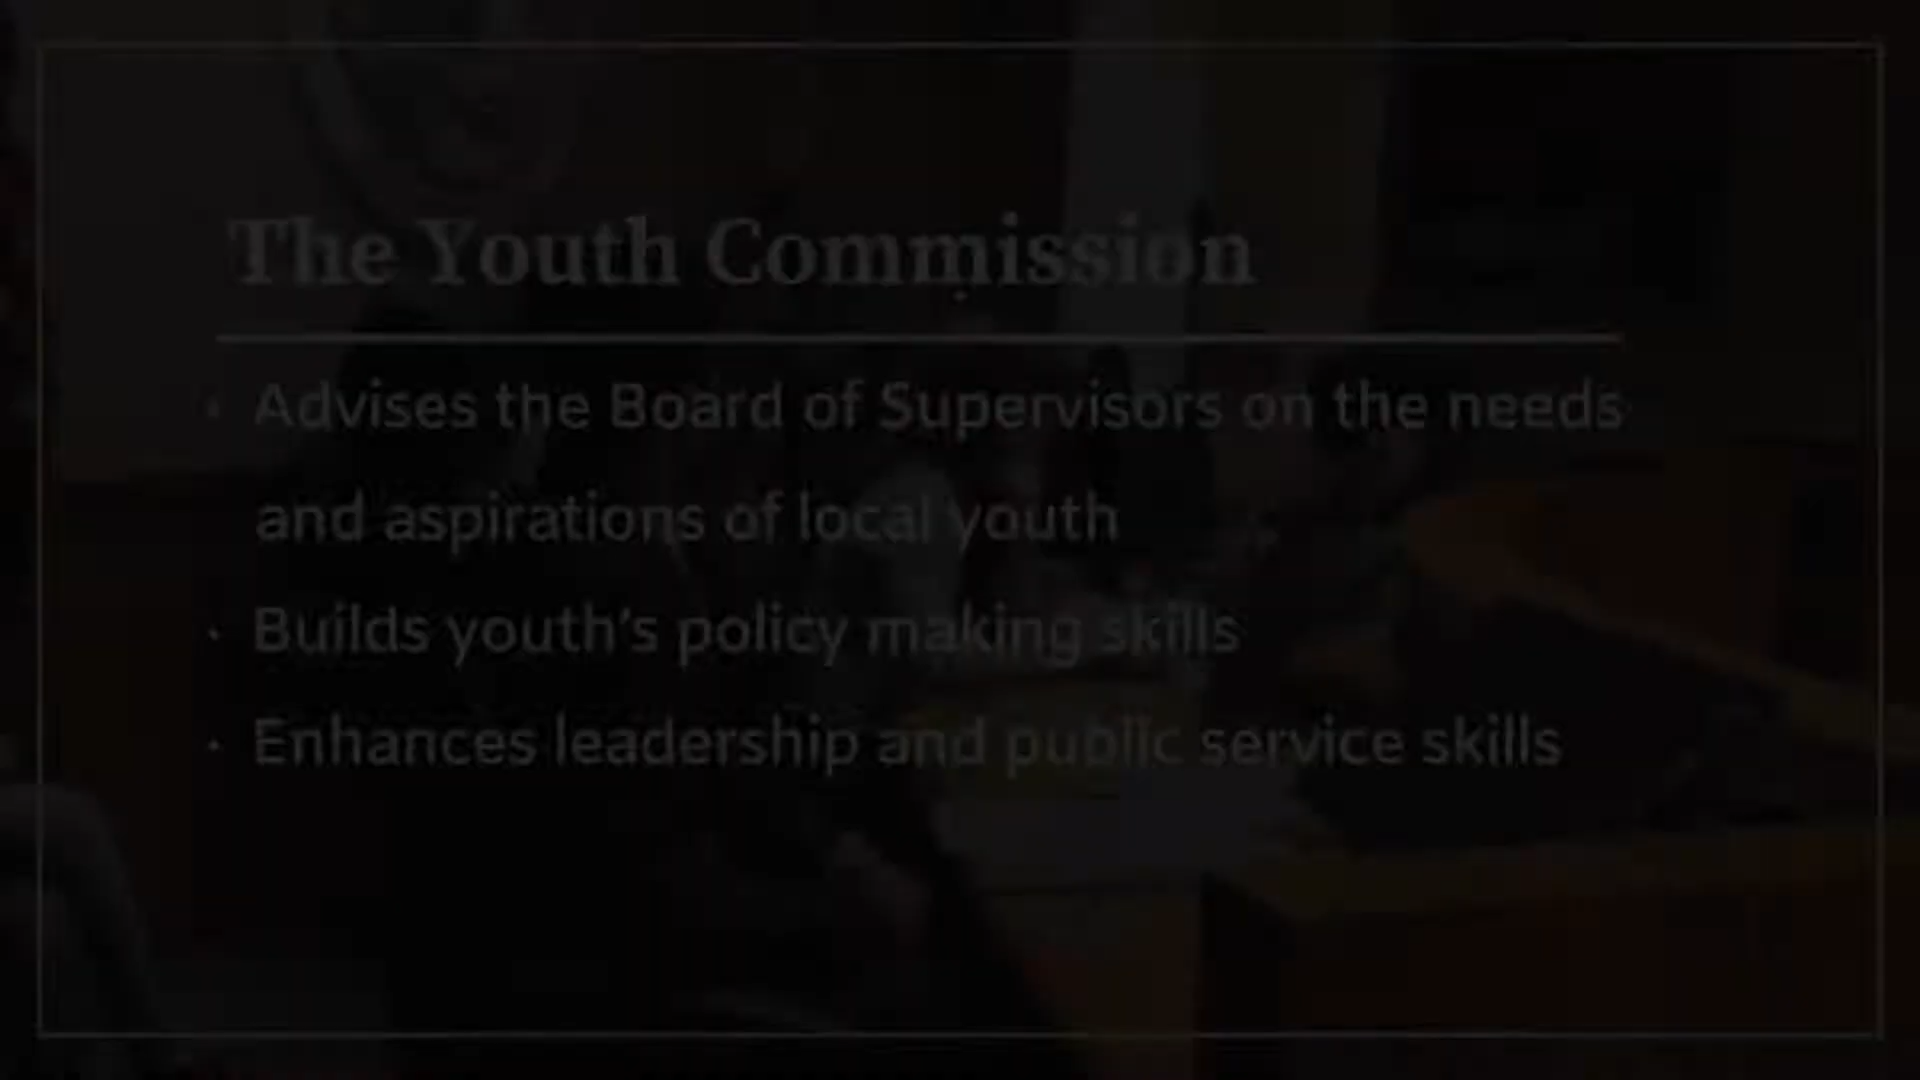 The Youth Commission
· Advises the Board of Supervisors on the needs
and aspirations of local youth
· Builds youth’s policy making skills
· Enhances leadership and public service skills